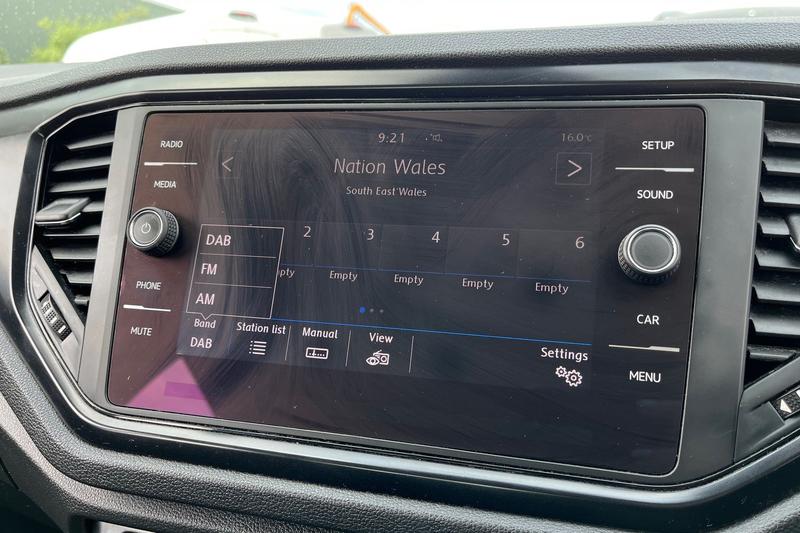 RADIO
MEDIA
PHONE
MUTE
9:21
16.0°C
<
Nation Wales
>
South East Wales
2 3 4 5 6
pty Empty Empty Empty Empty
DAB
FM
AM
Band
DAB
Station list
Manual
View
Settings
SETUP
SOUND
CAR
MENU